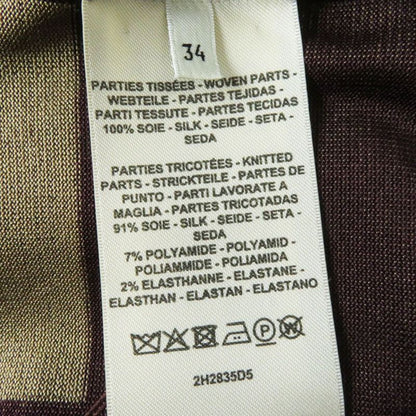 34
PARTIES TISSÉES - WOVEN PARTS -
WEBTEILE - PARTES TEJIDAS -
PARTI TESSUTE - PARTES TECIDAS
100% SOIE - SILK - SEIDE - SETA -
SEDA
PARTIES TRICOTÉES - KNITTED
PARTS - STRICKTEILE - PARTES DE
PUNTO - PARTI LAVORATE A
MAGLIA - PARTES TRICOTADAS
91% SOIE - SILK - SEIDE - SETA -
SEDA
7% POLYAMIDE - POLYAMID -
POLIAMMIDE - POLIAMIDA
2% ELASTHANNE - ELASTANE -
ELASTHAN - ELASTAN - ELASTANO
P W
2H2835D5